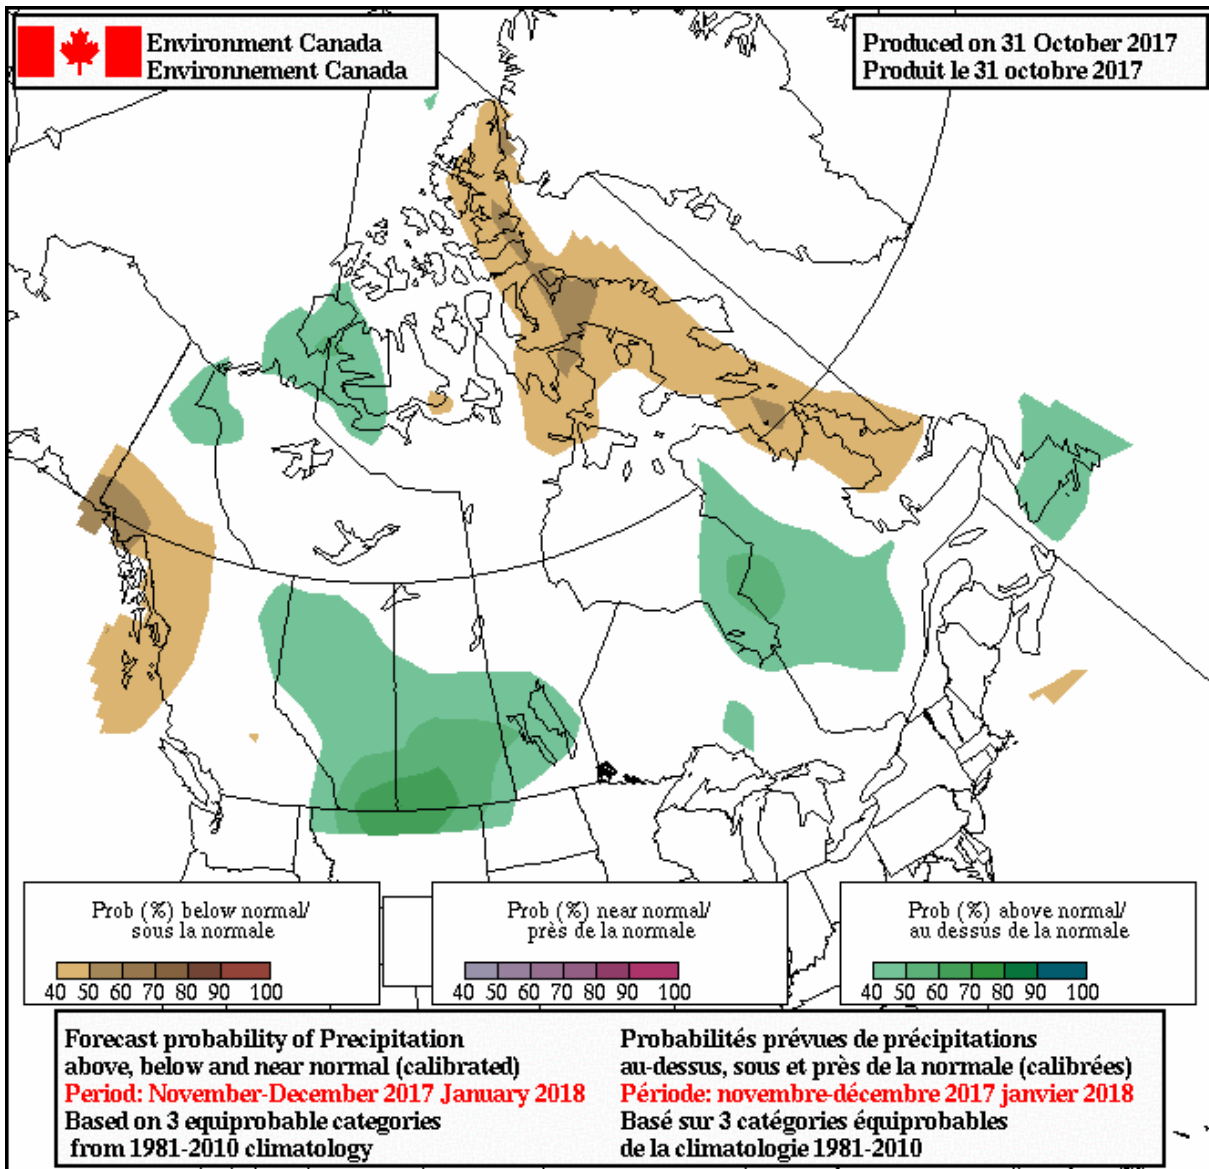 Environment Canada
Environnement Canada
Produced on 31 October 2017
Produit le 31 octobre 2017
Prob (%) below normal/
sous la normale
40 50 60 70 80 90 100
Prob (%) near normal/
près de la normale
40 50 60 70 80 90 100
Prob (%) above normal/
au dessus de la normale
40 50 60 70 80 90 100
Forecast probability of Precipitation
above, below and near normal (calibrated)
Period: November-December 2017 January 2018
Based on 3 equiprobable categories
from 1981-2010 climatology
Probabilités prévues de précipitations
au-dessus, sous et près de la normale (calibrées)
Période: novembre-décembre 2017 janvier 2018
Basé sur 3 catégories équiprobables
de la climatologie 1981-2010